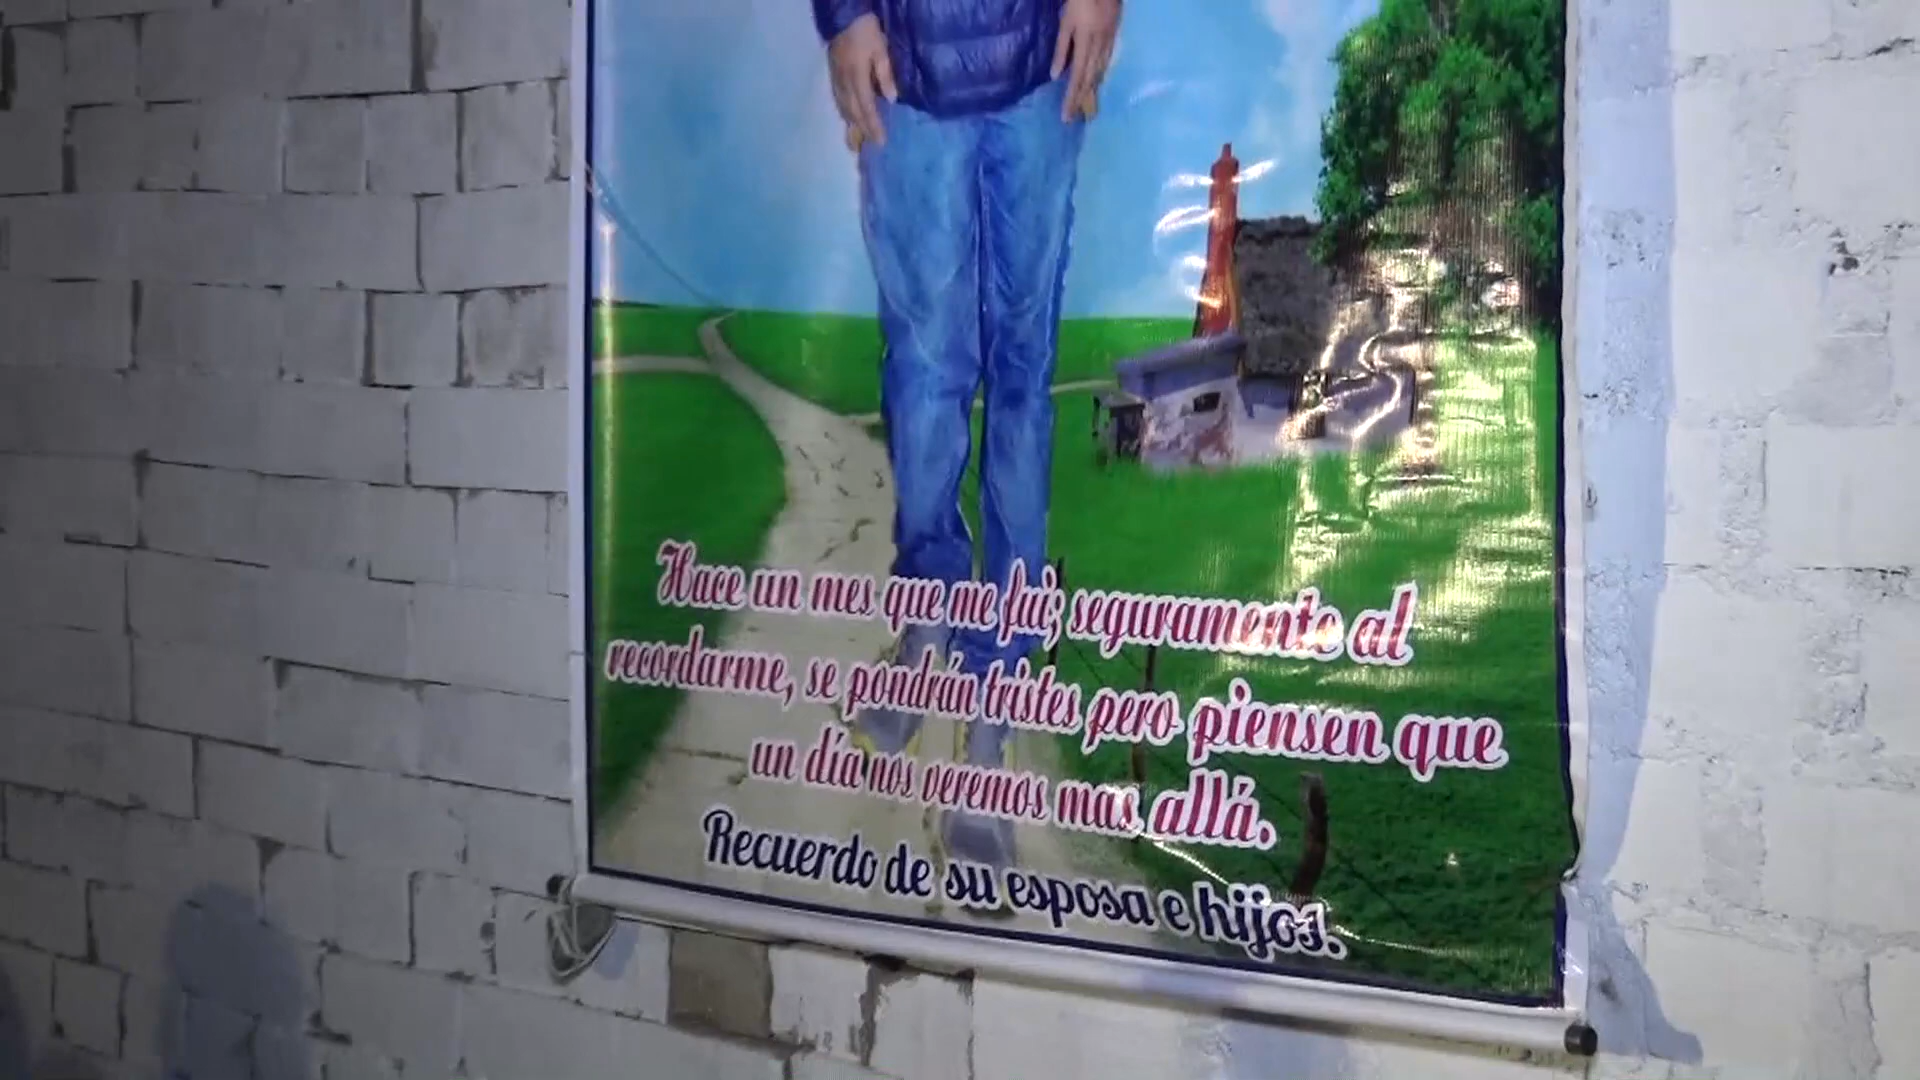 Hace un mes que me fui; seguramente al
recordarme, se pondrán tristes pero piensen que
un día nos veremos mas allá.
Recuerdo de su esposa e hijos.